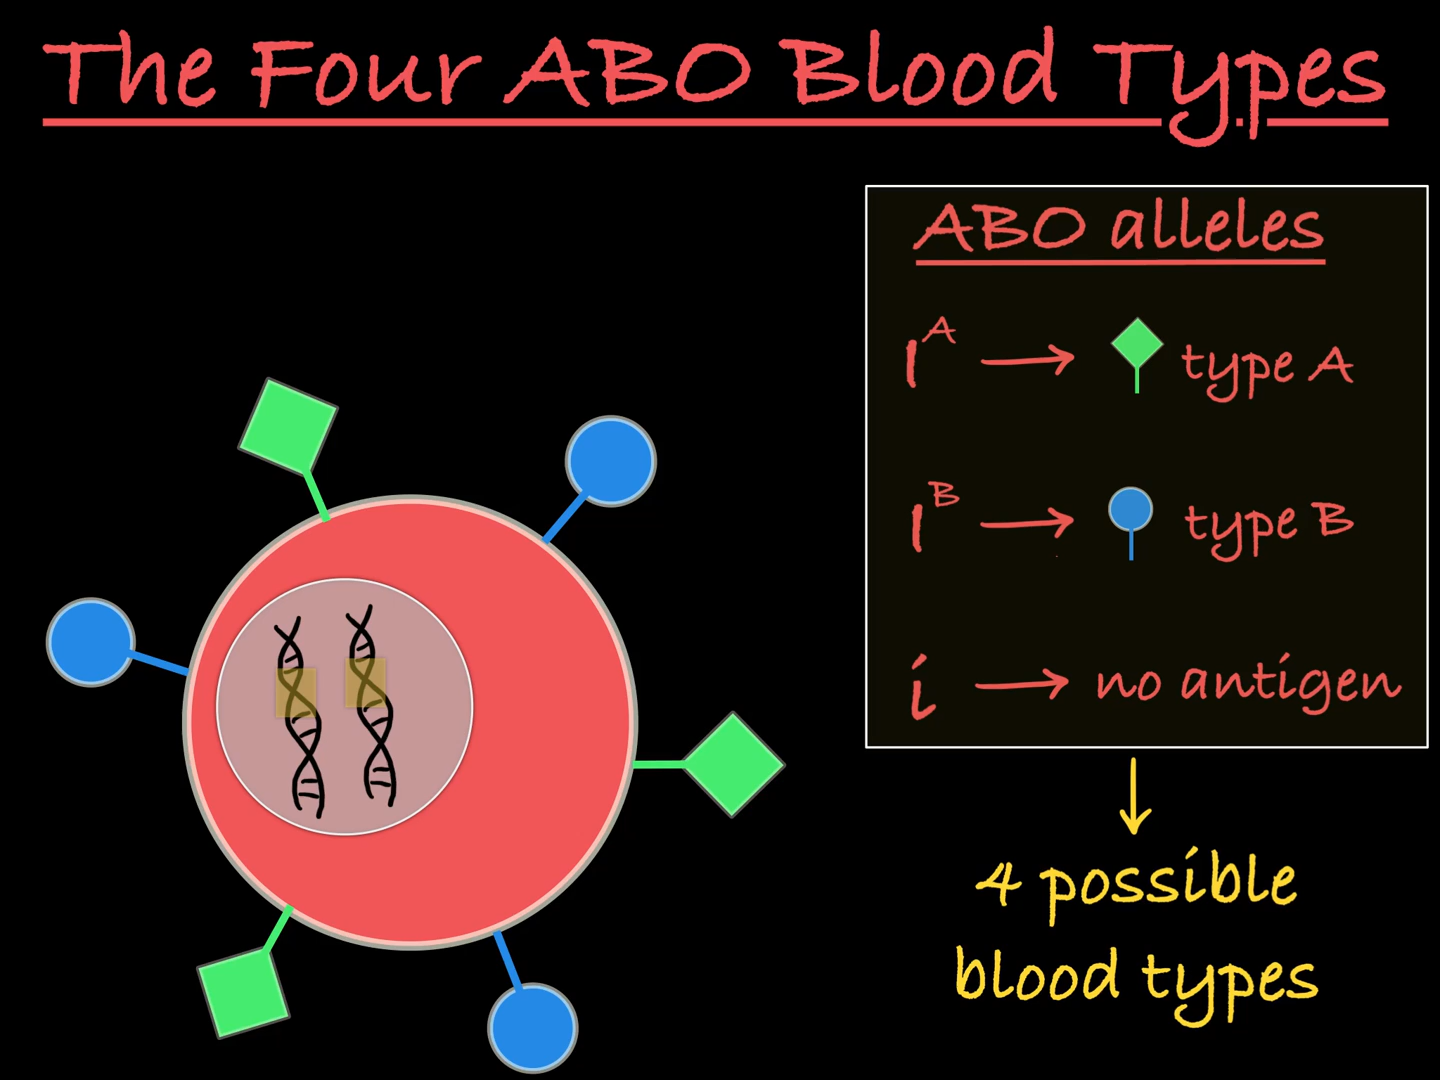 The Four ABO Blood Types
ABO alleles
I^A → type A
I^B → type B
i → no antigen
4 possible
blood types